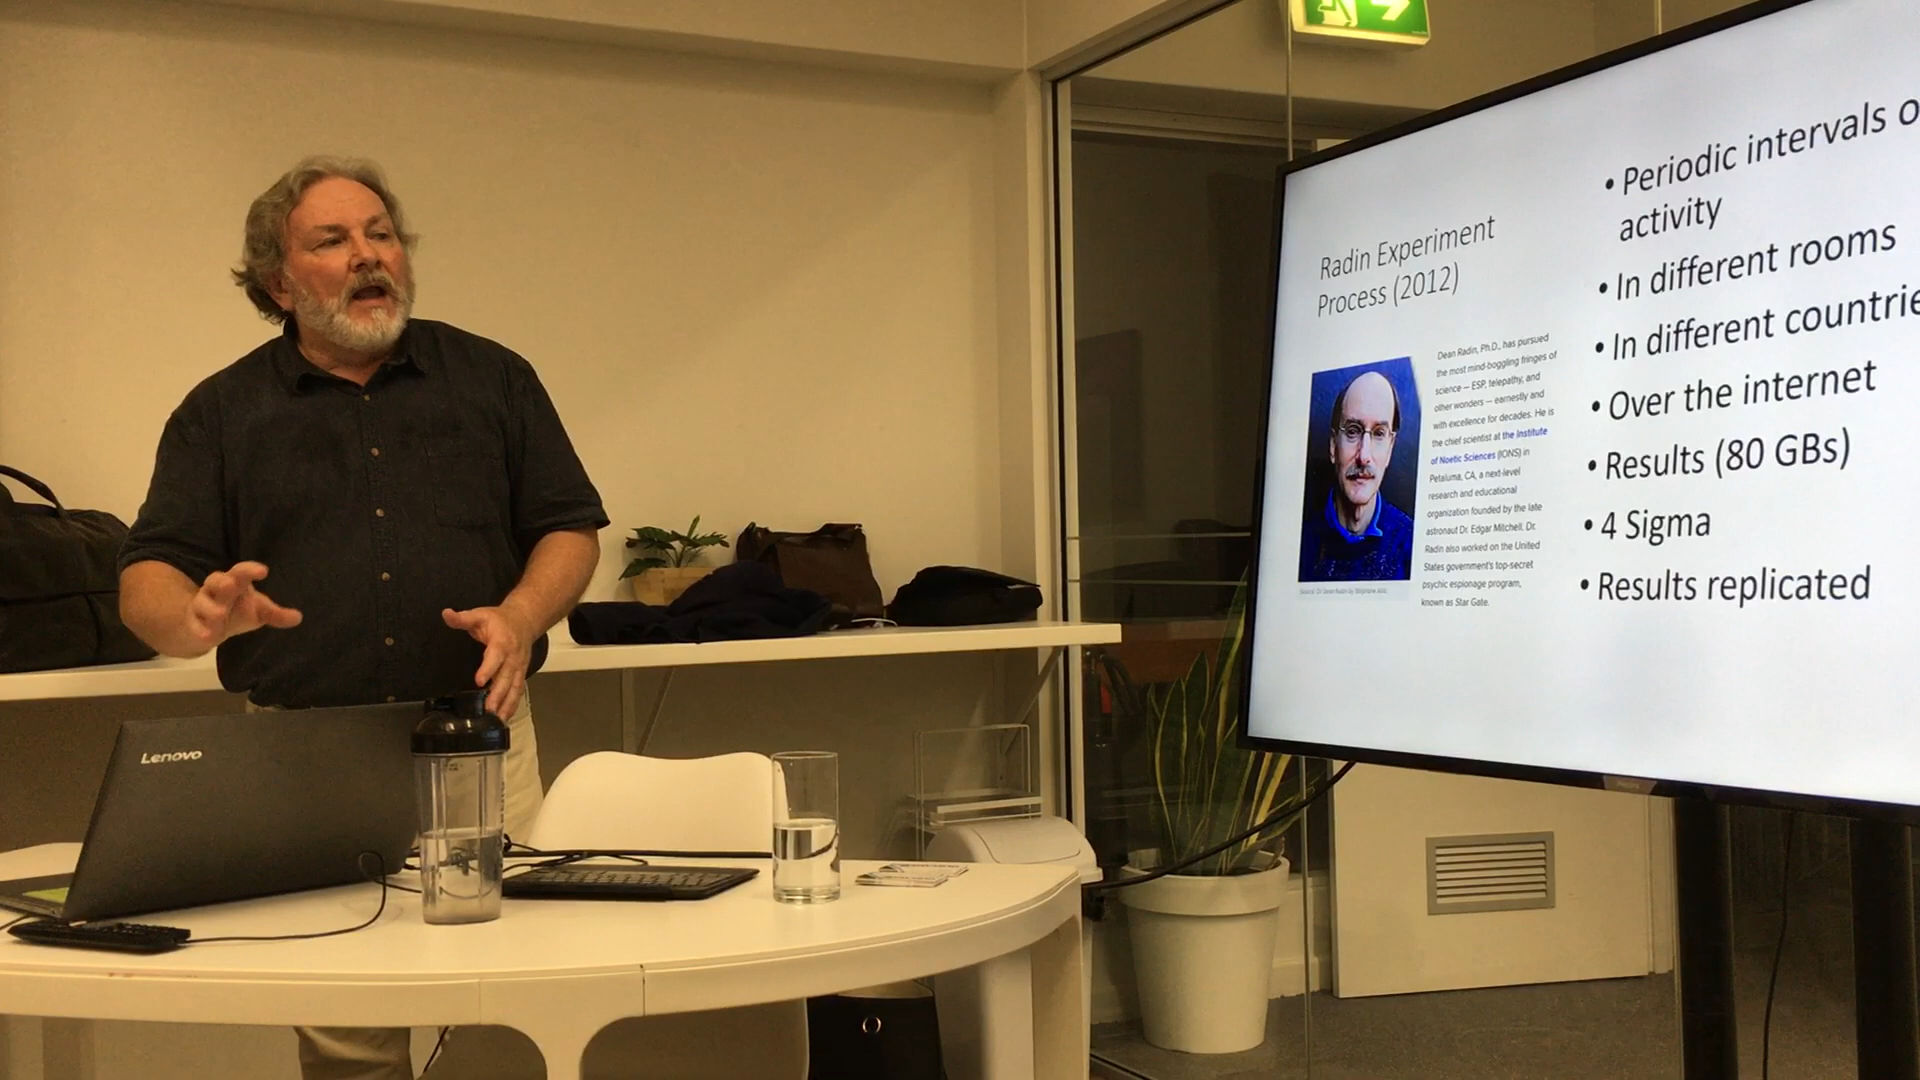 Radin Experiment
Process (2012)
Dean Radin, Ph.D., has pursued
the most mind-boggling fringes of
science — ESP, telepathy, and
other wonders — earnestly and
with excellence for decades. He is
the chief scientist at the Institute
of Noetic Sciences (IONS) in
Petaluma, CA, a next-level
research and educational
organization founded by the late
astronaut Dr. Edgar Mitchell. Dr.
Radin also worked on the United
States government's top-secret
psychic espionage program,
known as Star Gate.
• Periodic intervals
activity
• In different rooms
• In different countrie
• Over the internet
• Results (80 GBs)
• 4 Sigma
• Results replicated
Lenovo